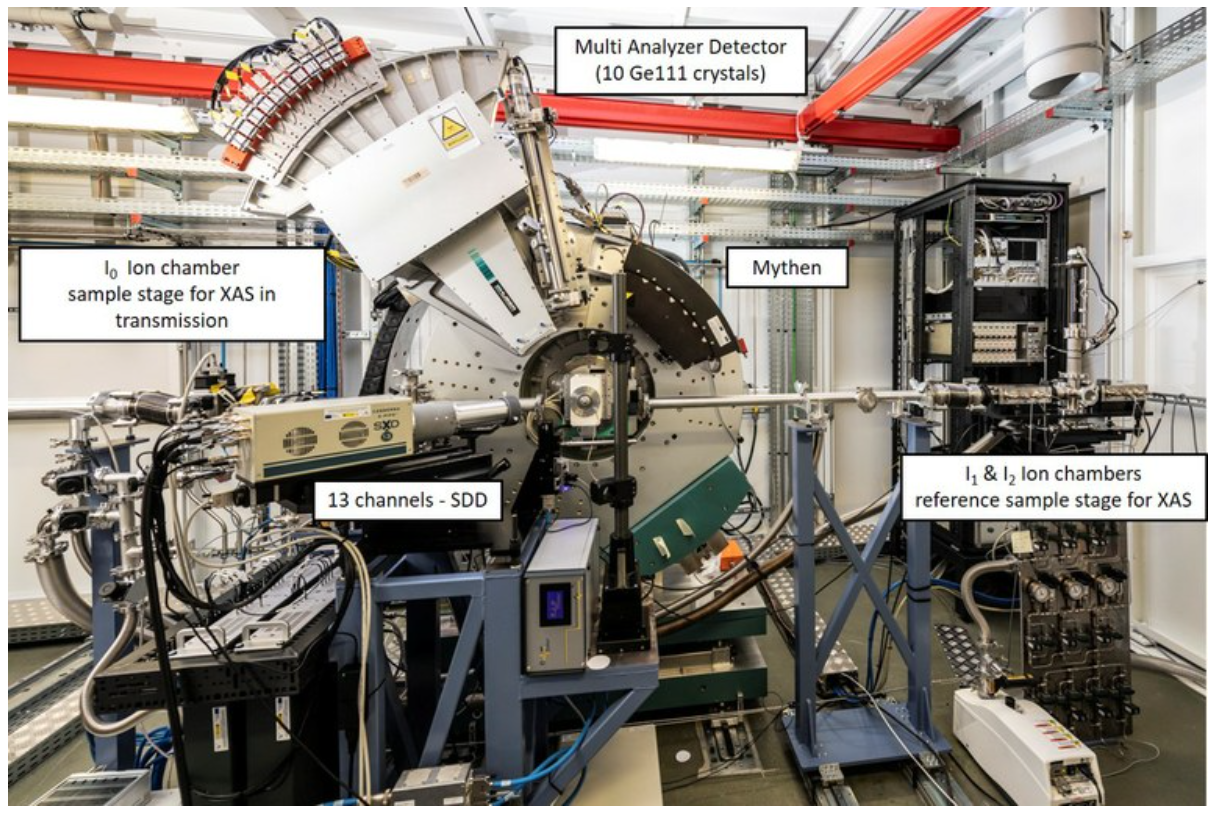 Multi Analyzer Detector
(10 Ge111 crystals)
I₀ Ion chamber
sample stage for XAS in
transmission
Mythen
SXD
13 channels - SDD
I₁ & I₂ Ion chambers
reference sample stage for XAS